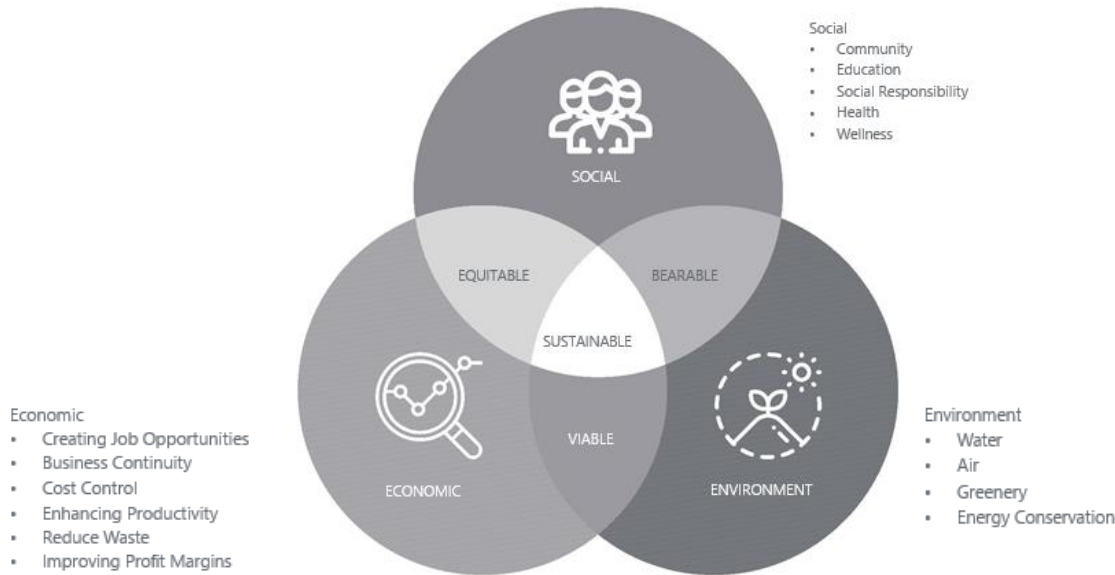 Social
• Community
• Education
• Social Responsibility
• Health
• Wellness
SOCIAL
EQUITABLE
BEARABLE
SUSTAINABLE
VIABLE
ECONOMIC
ENVIRONMENT
Economic
• Creating Job Opportunities
• Business Continuity
• Cost Control
• Enhancing Productivity
• Reduce Waste
• Improving Profit Margins
Environment
• Water
• Air
• Greenery
• Energy Conservation